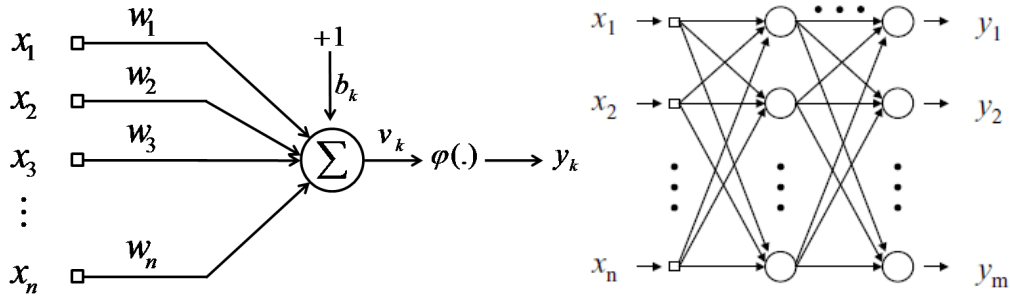 x₁ w₁
+1
x₂ w₂ bₖ
x₃ w₃ vₖ φ(.) yₖ
⋮
xₙ wₙ
x₁ • • • y₁
x₂ y₂
⋮ ⋮ ⋮
xₙ yₘ